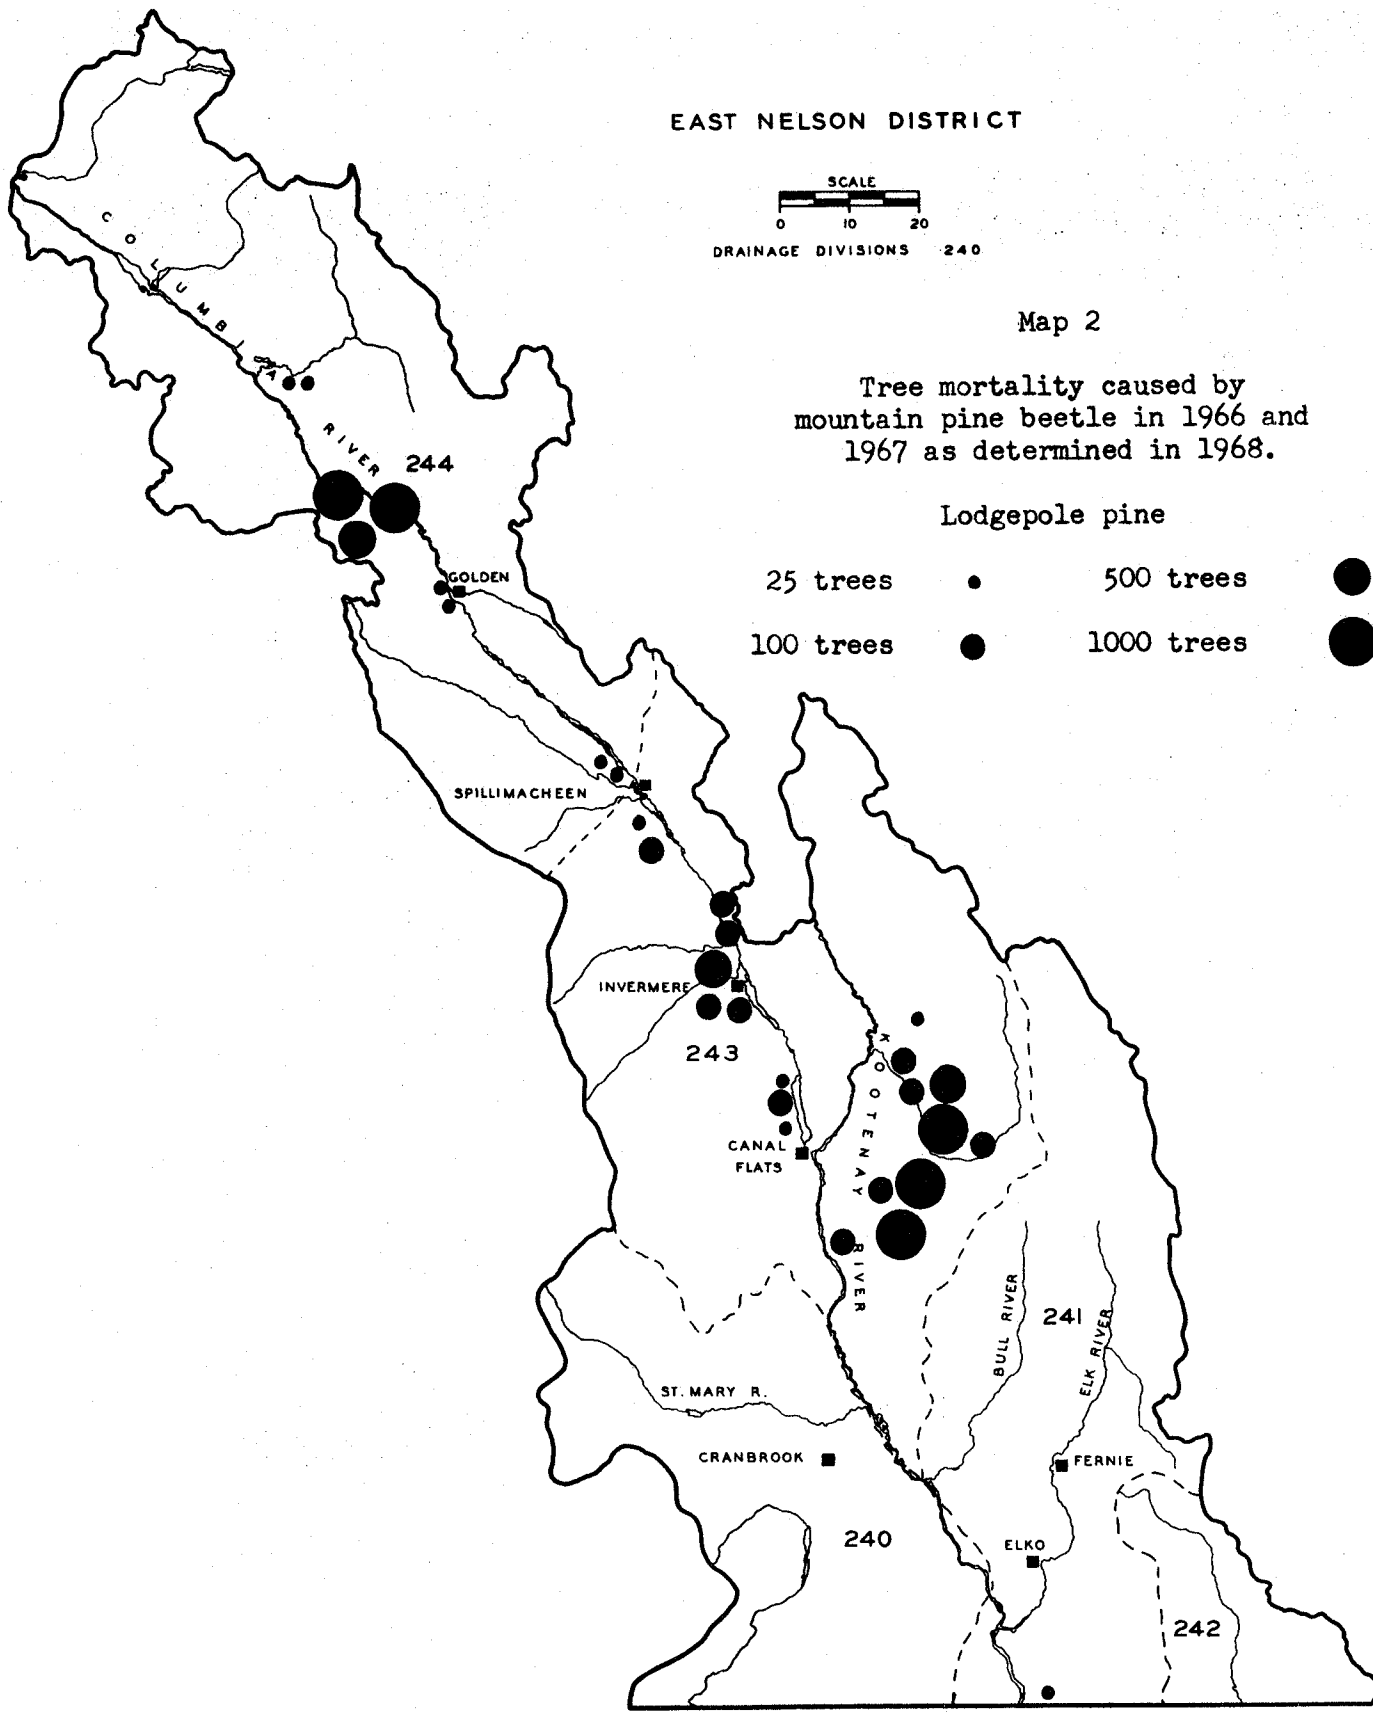 EAST NELSON DISTRICT
SCALE
0 10 20
DRAINAGE DIVISIONS 240
Map 2
Tree mortality caused by
mountain pine beetle in 1966 and
1967 as determined in 1968.
Lodgepole pine
25 trees 500 trees
100 trees 1000 trees
COLUMBIA
RIVER
244
GOLDEN
SPILLIMACHEEN
INVERMERE
243
KOOTENAY
CANAL
FLATS
RIVER
BULL RIVER
241
ELK RIVER
ST. MARY R.
CRANBROOK
FERNIE
240
ELKO
242